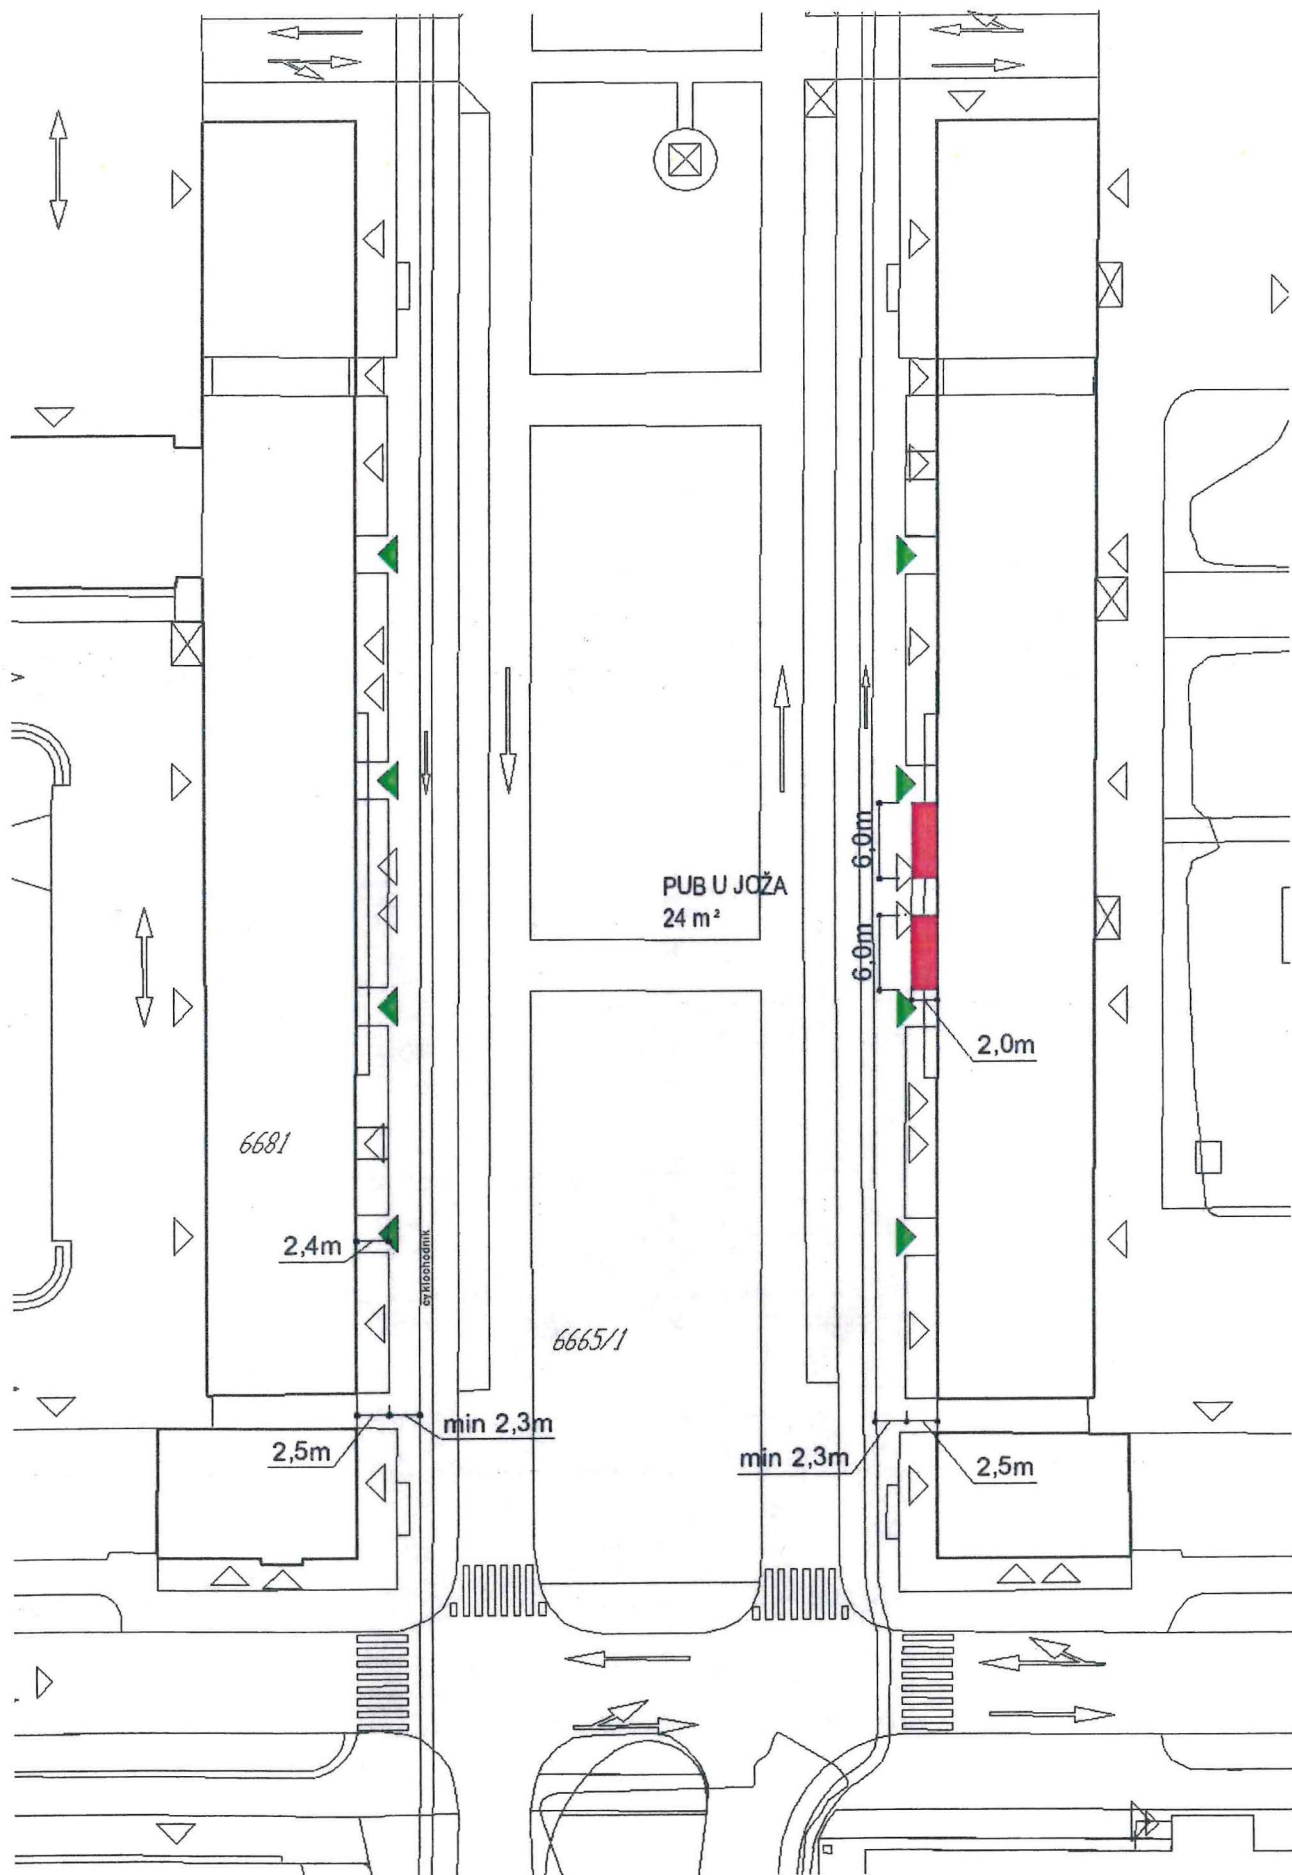 6,0m
PUB U JOŽA
24 m²
6,0m
2,0m
6681
2,4m
cyklochodník
6665/1
min 2,3m
2,5m
min 2,3m
2,5m